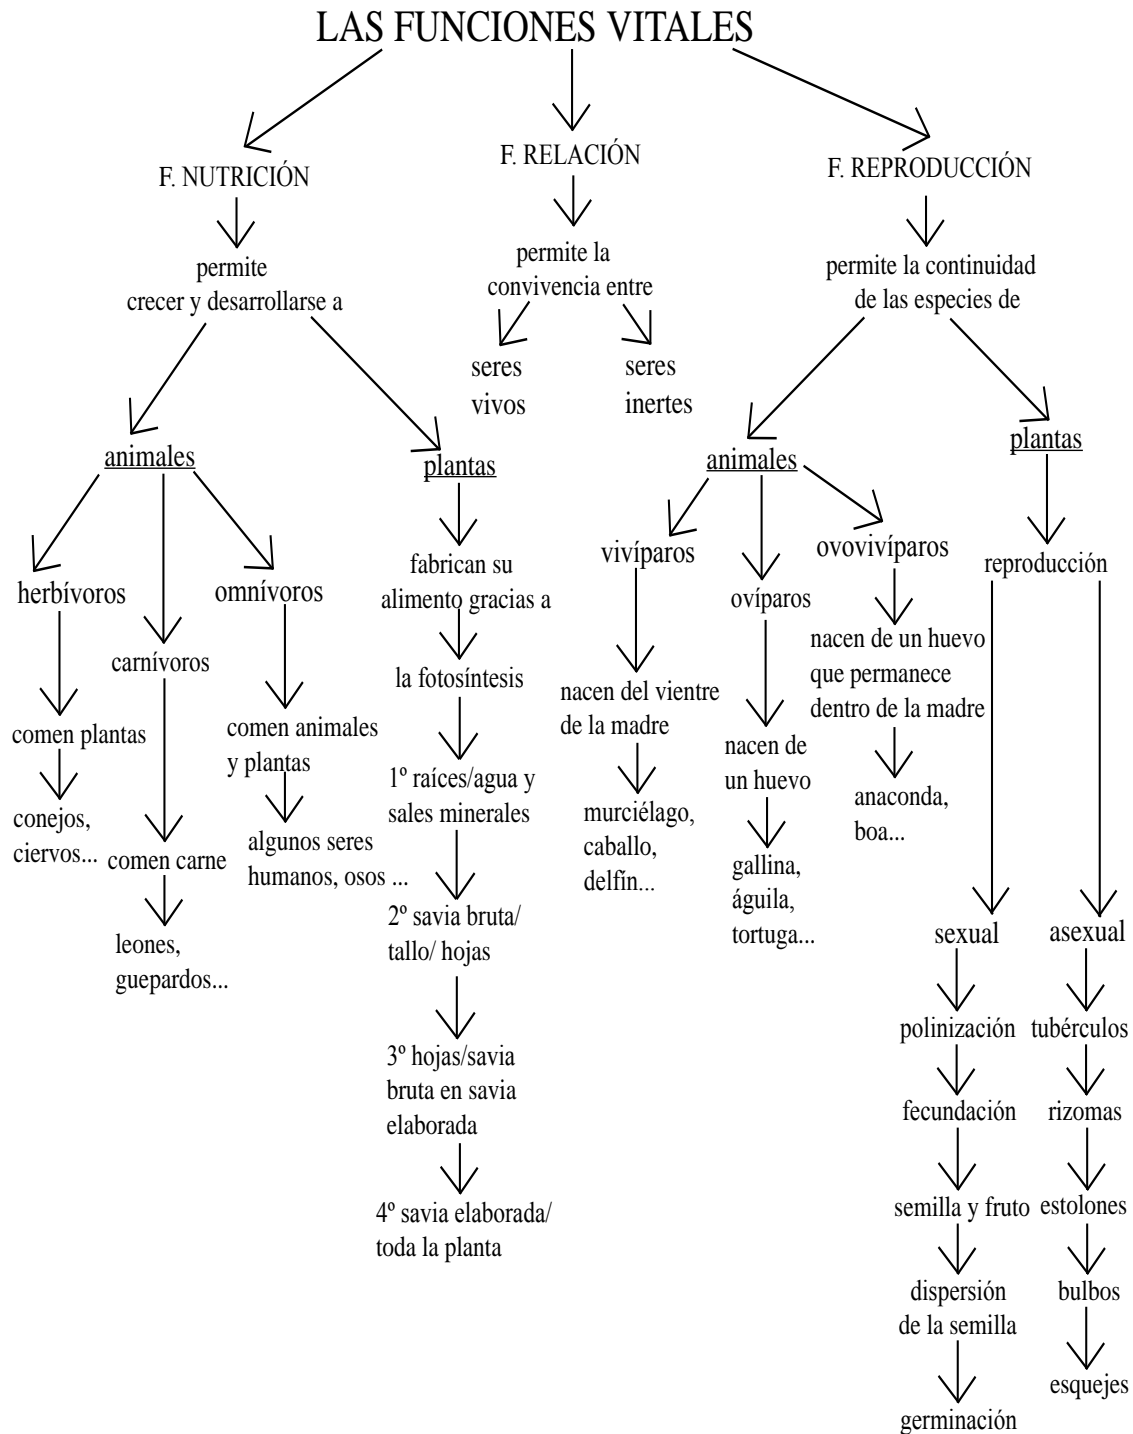 LAS FUNCIONES VITALES
F. NUTRICIÓN
permite
crecer y desarrollarse a
animales
herbívoros
comen plantas
conejos,
ciervos...
carnívoros
comen carne
leones,
guepardos...
omnívoros
comen animales
y plantas
algunos seres
humanos, osos ...
plantas
fabrican su
alimento gracias a
la fotosíntesis
1º raíces/agua y
sales minerales
2º savia bruta/
tallo/ hojas
3º hojas/savia
bruta en savia
elaborada
4º savia elaborada/
toda la planta
F. RELACIÓN
permite la
convivencia entre
seres
vivos
seres
inertes
F. REPRODUCCIÓN
permite la continuidad
de las especies de
animales
vivíparos
nacen del vientre
de la madre
murciélago,
caballo,
delfín...
ovíparos
nacen de
un huevo
gallina,
águila,
tortuga...
ovovivíparos
nacen de un huevo
que permanece
dentro de la madre
anaconda,
boa...
plantas
reproducción
sexual
polinización
fecundación
semilla y fruto
dispersión
de la semilla
germinación
asexual
tubérculos
rizomas
estolones
bulbos
esquejes